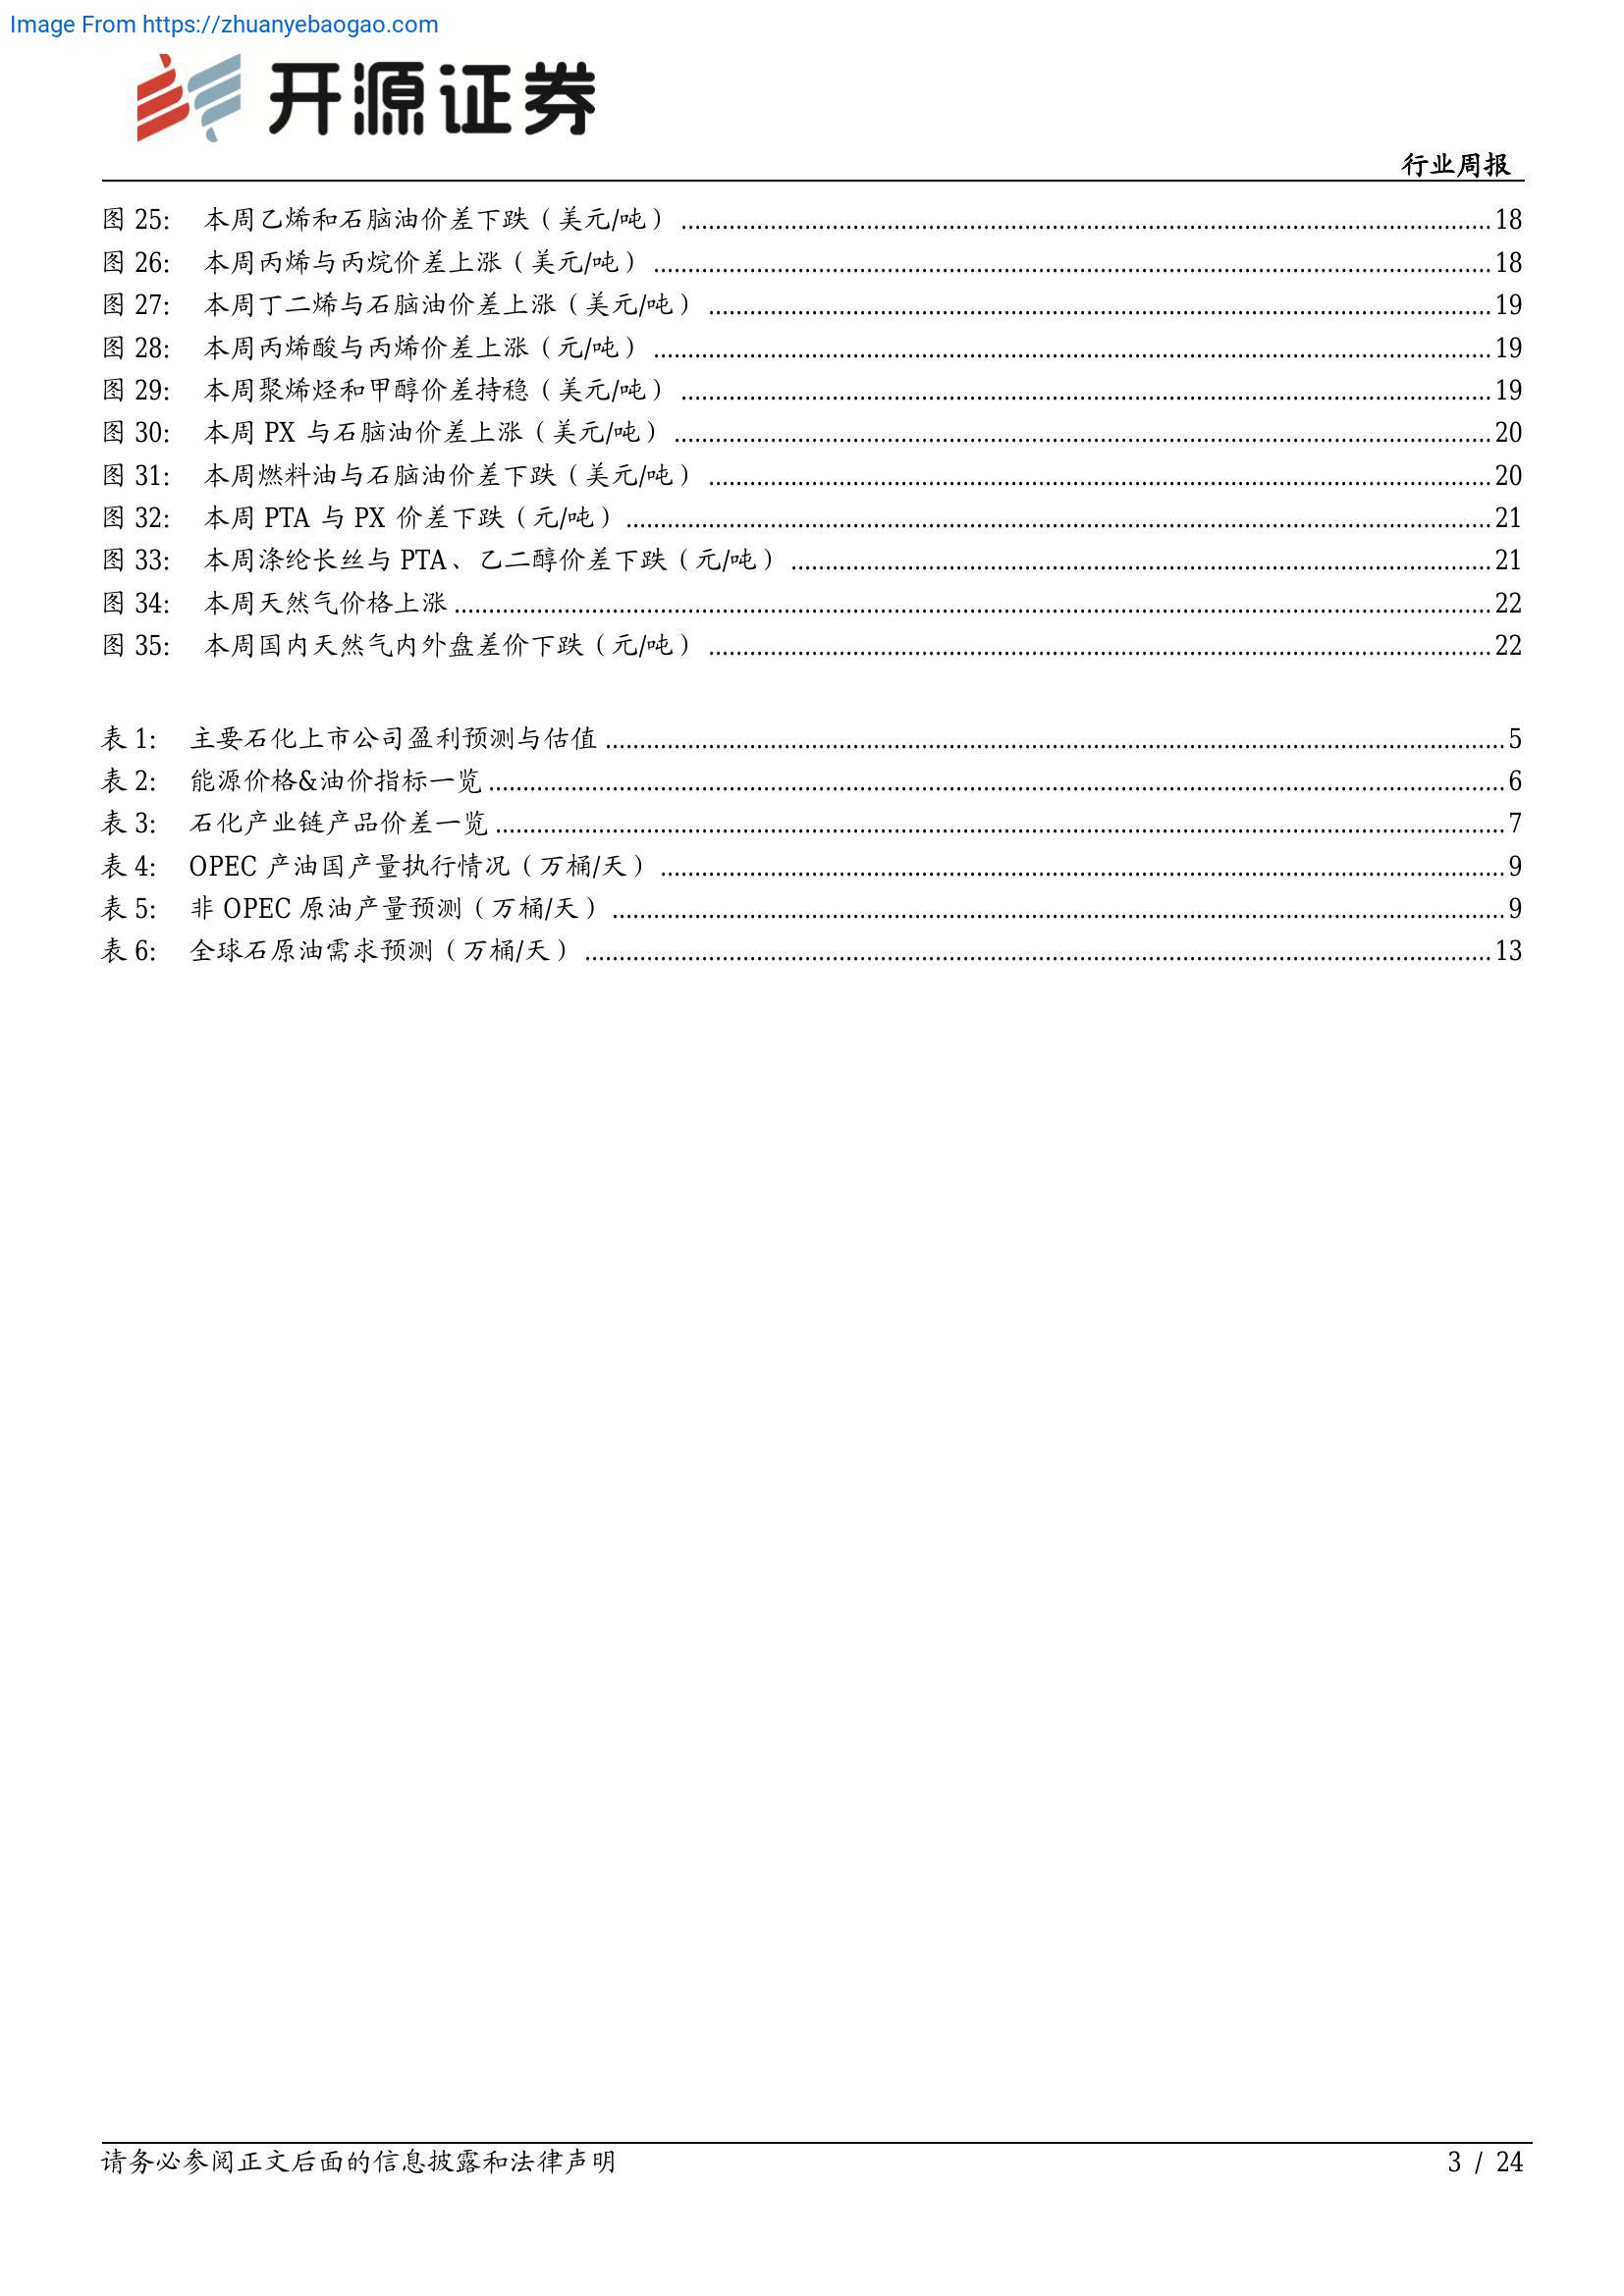 Image From https://zhuanyebaogao.com
开源证券
行业周报
图 25: 本周乙烯和石脑油价差下跌（美元/吨） 18
图 26: 本周丙烯与丙烷价差上涨（美元/吨） 18
图 27: 本周丁二烯与石脑油价差上涨（美元/吨） 19
图 28: 本周丙烯酸与丙烯价差上涨（元/吨） 19
图 29: 本周聚烯烃和甲醇价差持稳（美元/吨） 19
图 30: 本周 PX 与石脑油价差上涨（美元/吨） 20
图 31: 本周燃料油与石脑油价差下跌（美元/吨） 20
图 32: 本周 PTA 与 PX 价差下跌（元/吨） 21
图 33: 本周涤纶长丝与 PTA、乙二醇价差下跌（元/吨） 21
图 34: 本周天然气价格上涨 22
图 35: 本周国内天然气内外盘差价下跌（元/吨） 22
表 1: 主要石化上市公司盈利预测与估值 5
表 2: 能源价格&油价指标一览 6
表 3: 石化产业链产品价差一览 7
表 4: OPEC 产油国产量执行情况（万桶/天） 9
表 5: 非 OPEC 原油产量预测（万桶/天） 9
表 6: 全球石原油需求预测（万桶/天） 13
请务必参阅正文后面的信息披露和法律声明 3 / 24